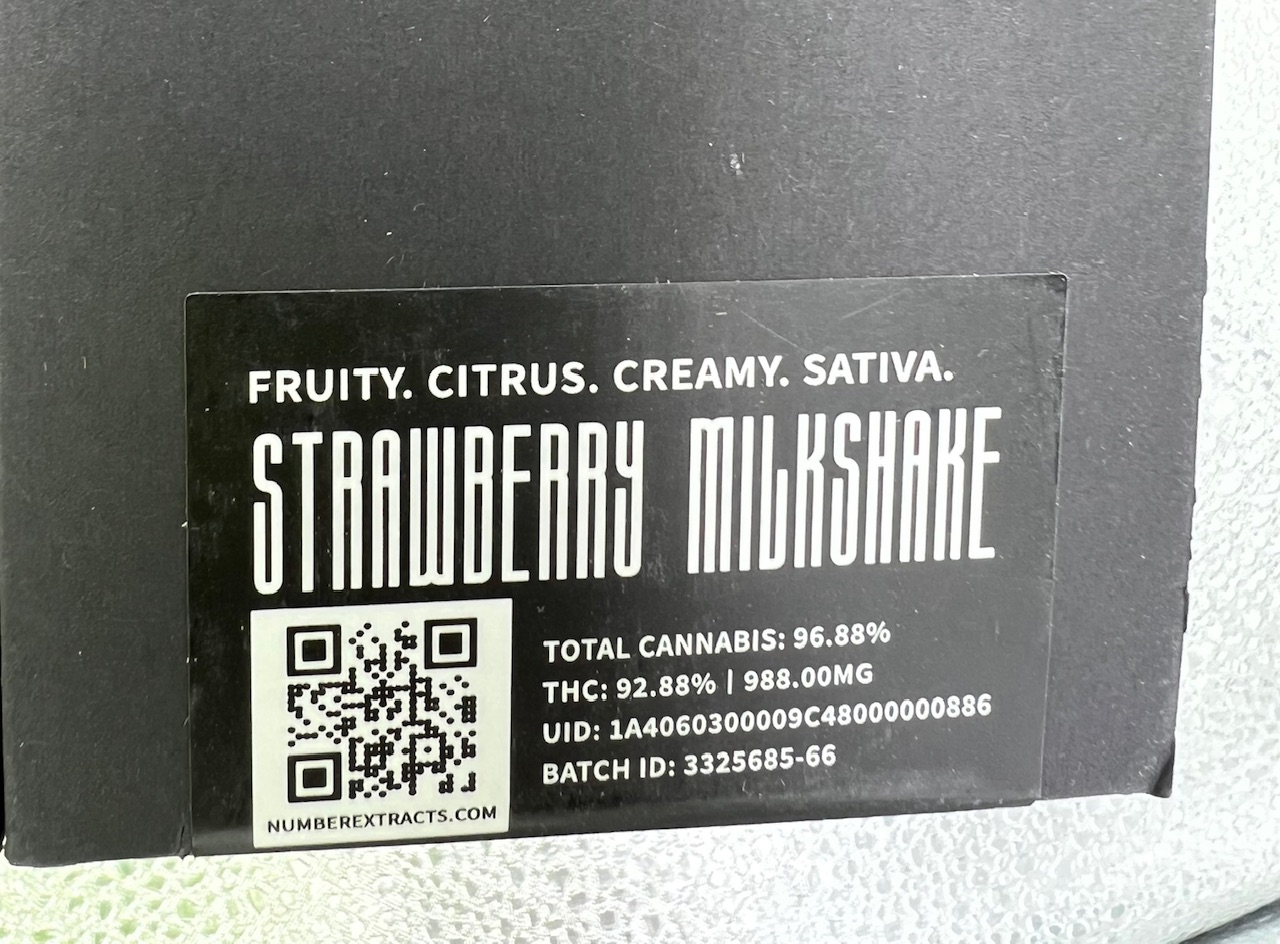 FRUITY. CITRUS. CREAMY. SATIVA.
STRAWBERRY MILKSHAKE
TOTAL CANNABIS: 96.88%
THC: 92.88% | 988.00MG
UID: 1A4060300009C48000000886
BATCH ID: 3325685-66
NUMBEREXTRACTS.COM